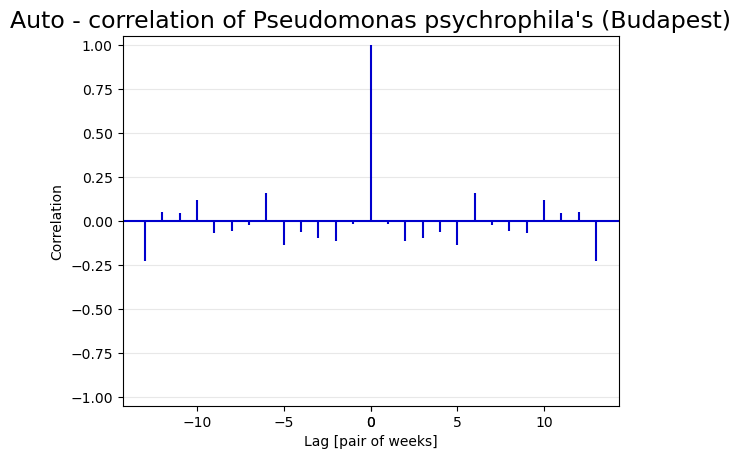 Auto - correlation of Pseudomonas psychrophila's (Budapest)
1.00
0.75
0.50
0.25
0.00
−0.25
−0.50
−0.75
−1.00
Correlation
−10 −5 0 5 10
Lag [pair of weeks]